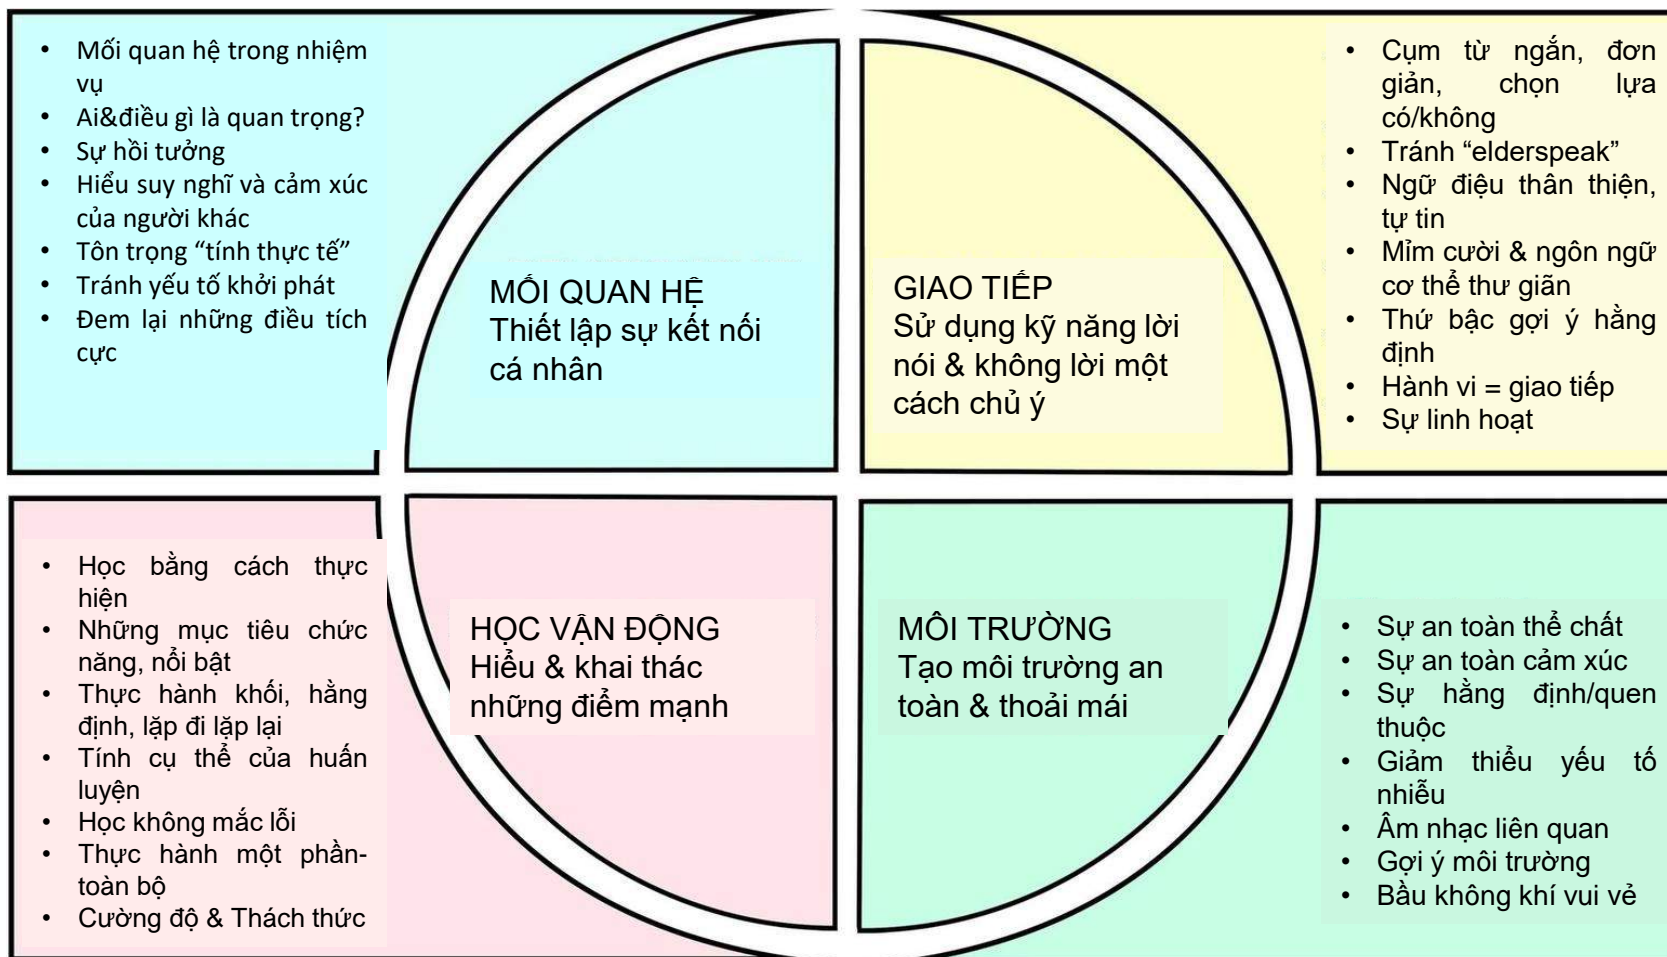 • Mối quan hệ trong nhiệm
vụ
• Ai&điều gì là quan trọng?
• Sự hồi tưởng
• Hiểu suy nghĩ và cảm xúc
của người khác
• Tôn trọng “tính thực tế”
• Tránh yếu tố khởi phát
• Đem lại những điều tích
cực
MỐI QUAN HỆ
Thiết lập sự kết nối
cá nhân
GIAO TIẾP
Sử dụng kỹ năng lời
nói & không lời một
cách chủ ý
• Cụm từ ngắn, đơn
giản, chọn lựa
có/không
• Tránh “elderspeak”
• Ngữ điệu thân thiện,
tự tin
• Mỉm cười & ngôn ngữ
cơ thể thư giãn
• Thứ bậc gợi ý hằng
định
• Hành vi = giao tiếp
• Sự linh hoạt
• Học bằng cách thực
hiện
• Những mục tiêu chức
năng, nổi bật
• Thực hành khối, hằng
định, lặp đi lặp lại
• Tính cụ thể của huấn
luyện
• Học không mắc lỗi
• Thực hành một phần-
toàn bộ
• Cường độ & Thách thức
HỌC VẬN ĐỘNG
Hiểu & khai thác
những điểm mạnh
MÔI TRƯỜNG
Tạo môi trường an
toàn & thoải mái
• Sự an toàn thể chất
• Sự an toàn cảm xúc
• Sự hằng định/quen
thuộc
• Giảm thiểu yếu tố
nhiễu
• Âm nhạc liên quan
• Gợi ý môi trường
• Bầu không khí vui vẻ